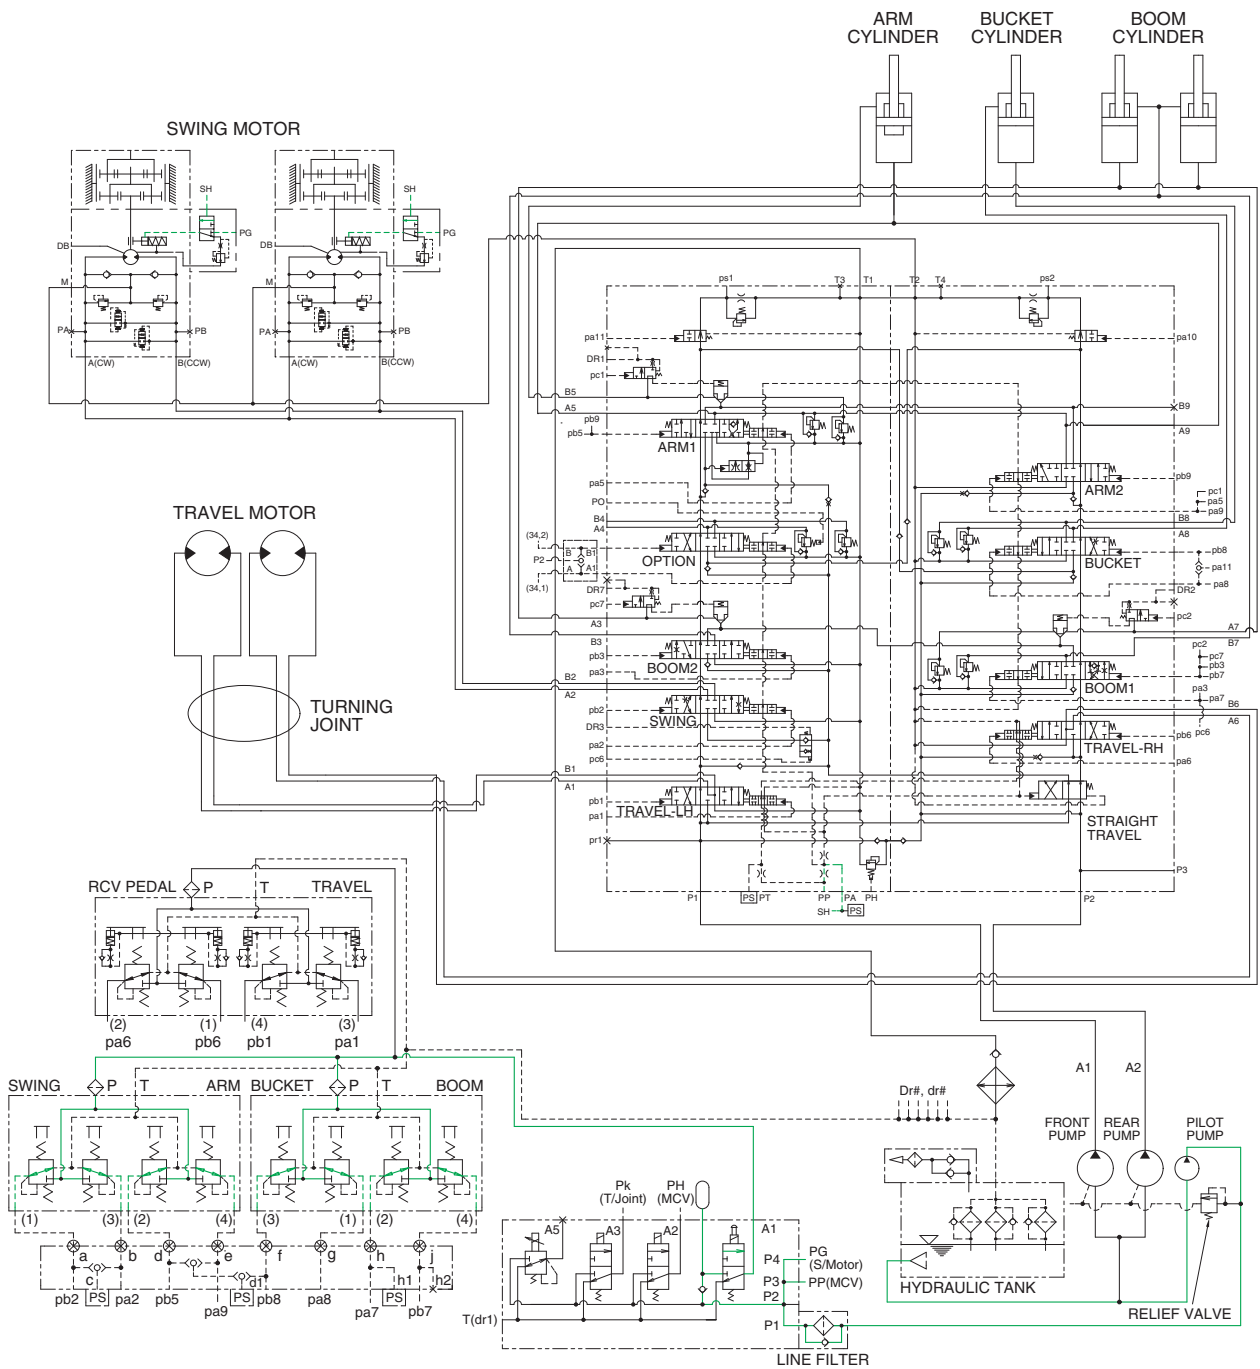 ARM
CYLINDER
BUCKET
CYLINDER
BOOM
CYLINDER
SWING MOTOR
SH
SH
PG
PG
DB
DB
M
M
PA
PB
PA
PB
A(CW)
B(CCW)
A(CW)
B(CCW)
ps1
T3
T1
T2
T4
ps2
pa11
pa10
DR1
pc1
B5
A5
pb9
pb5
ARM1
B9
A9
ARM2
pb9
pc1
pa5
pa9
pa5
PO
B4
A4
(34,2)
B
B1
P2
A
A1
(34,1)
OPTION
B8
A8
BUCKET
pb8
pa11
pa8
DR7
pc7
DR2
pc2
A3
B3
pb3
BOOM2
pa3
A7
B7
pc2
pc7
pb3
pb7
BOOM1
pa3
pa7
pc6
B2
A2
pb2
SWING
DR3
pa2
pc6
B6
A6
pb6
TRAVEL-RH
pa6
B1
A1
pb1
TRAVEL-LH
pa1
STRAIGHT
TRAVEL
pr1
P3
P1
PS
PT
PP
PA
PH
SH
PS
P2
TRAVEL MOTOR
TURNING
JOINT
RCV PEDAL
P
T
TRAVEL
(2)
(1)
(4)
(3)
pa6
pb6
pb1
pa1
SWING
P
T
ARM
BUCKET
P
T
BOOM
(1)
(3)
(2)
(4)
(3)
(1)
(2)
(4)
a
b
d
e
f
g
h
j
c
d1
h1
h2
pb2
PS
pa2
pb5
pa9
PS
pb8
pa8
pa7
PS
pb7
Pk
(T/Joint)
PH
(MCV)
A5
A3
A2
A1
P4
PG
(S/Motor)
P3
PP(MCV)
P2
P1
T(dr1)
LINE FILTER
Dr#, dr#
A1
A2
FRONT
PUMP
REAR
PUMP
PILOT
PUMP
HYDRAULIC TANK
RELIEF VALVE